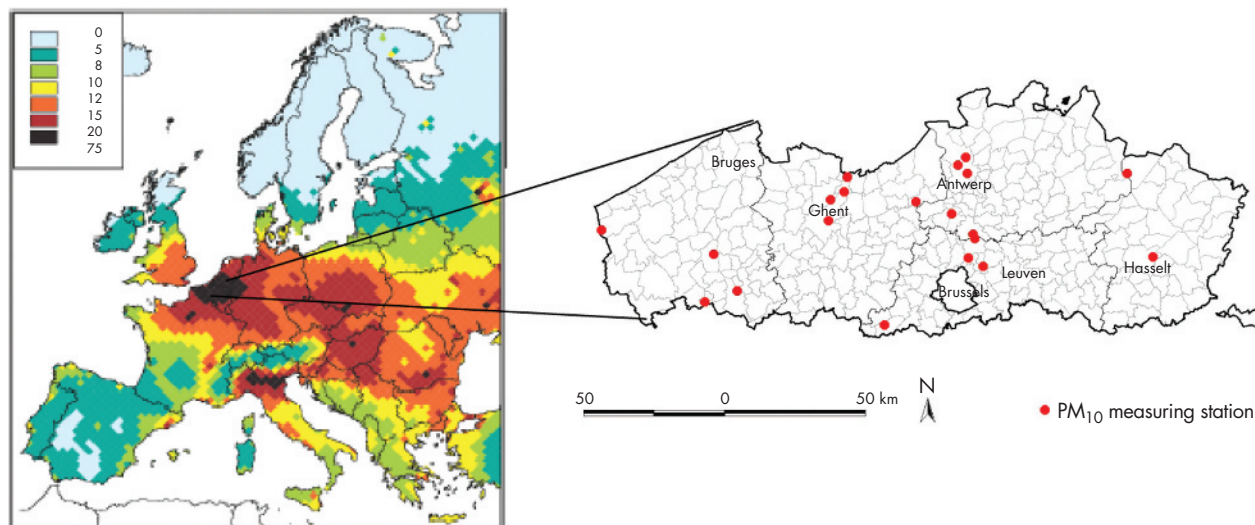 0
5
8
10
12
15
20
75
Bruges
Antwerp
Ghent
Leuven
Hasselt
Brussels
50
0
50 km
N
PM₁₀ measuring station